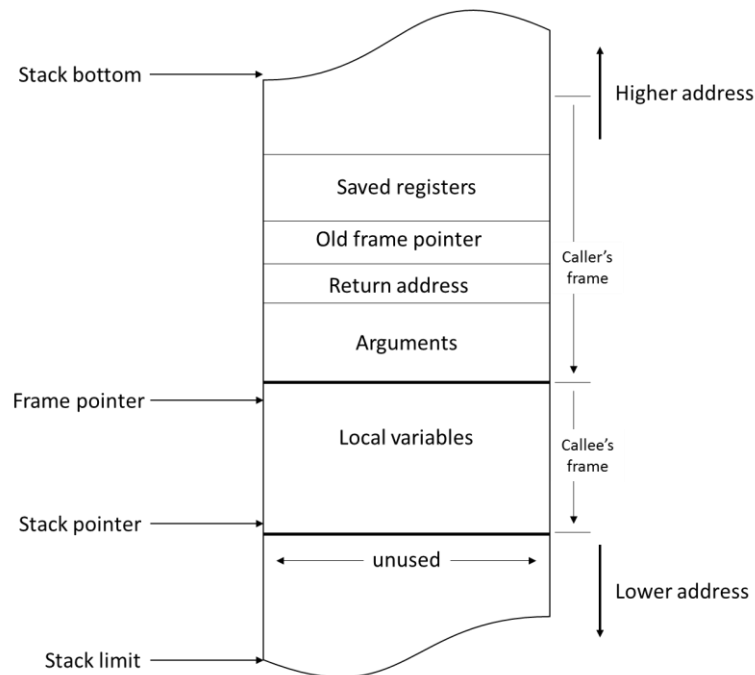 Stack bottom
Higher address
Saved registers
Old frame pointer
Caller's
frame
Return address
Arguments
Frame pointer
Local variables
Callee's
frame
Stack pointer
unused
Lower address
Stack limit